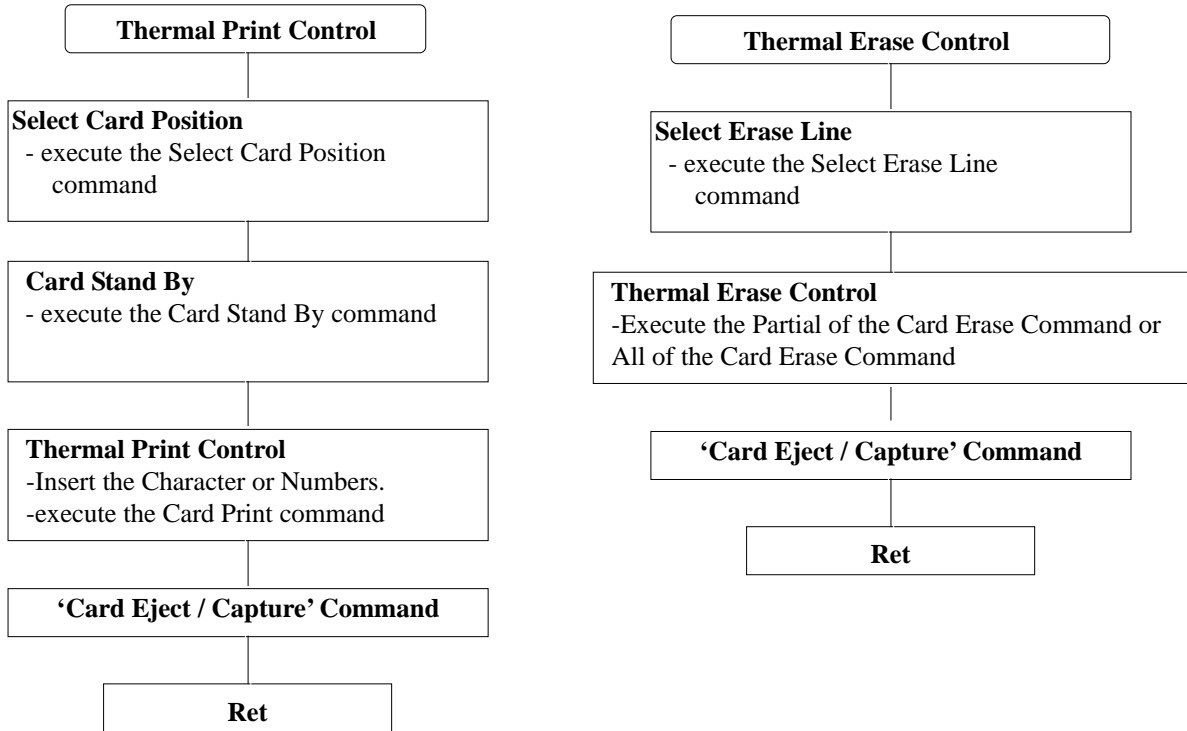 Thermal Print Control
Select Card Position
- execute the Select Card Position
command
Card Stand By
- execute the Card Stand By command
Thermal Print Control
-Insert the Character or Numbers.
-execute the Card Print command
‘Card Eject / Capture’ Command
Ret
Thermal Erase Control
Select Erase Line
- execute the Select Erase Line
command
Thermal Erase Control
-Execute the Partial of the Card Erase Command or
All of the Card Erase Command
‘Card Eject / Capture’ Command
Ret